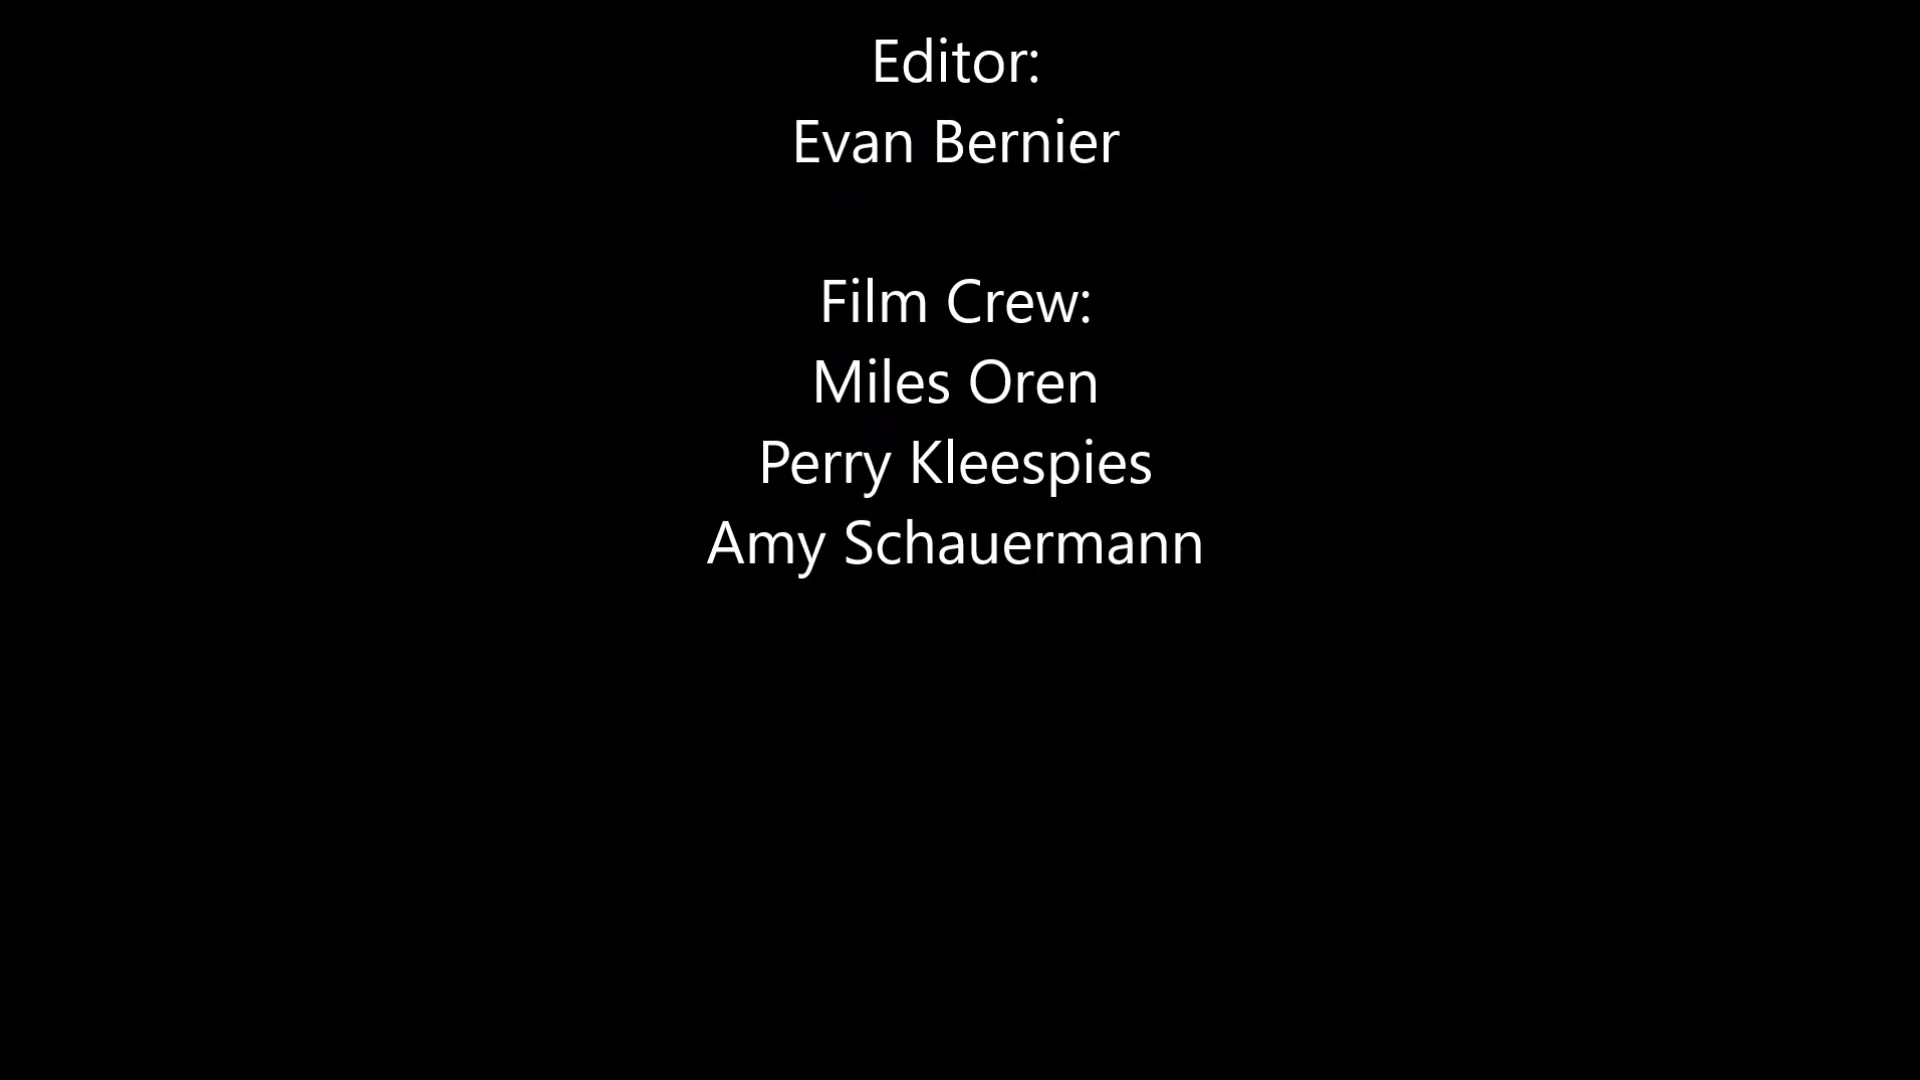 Editor:
Evan Bernier
Film Crew:
Miles Oren
Perry Kleespies
Amy Schauermann